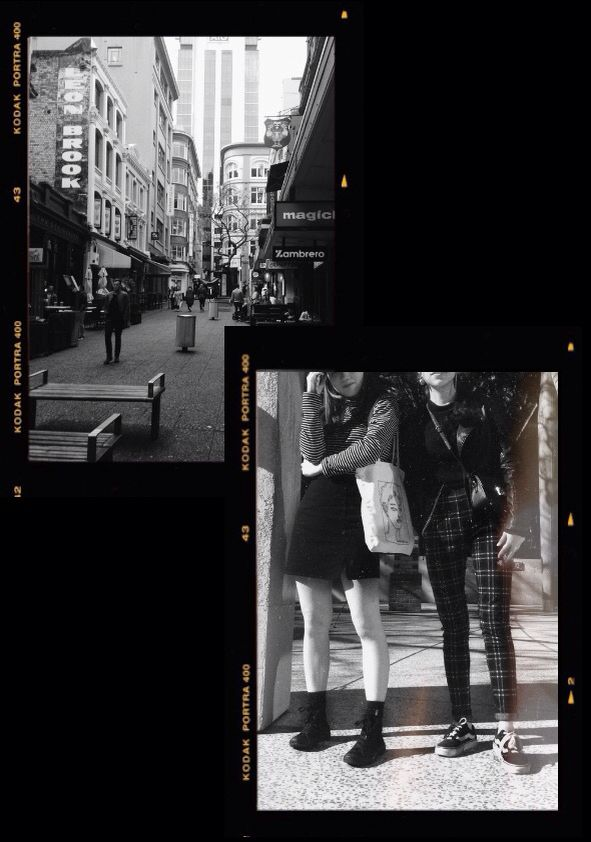 KODAK PORTRA 400
43
KODAK PORTRA 400
LEON BROOK
magic
Zambrero
KODAK PORTRA 400
43
KODAK PORTRA 400
2